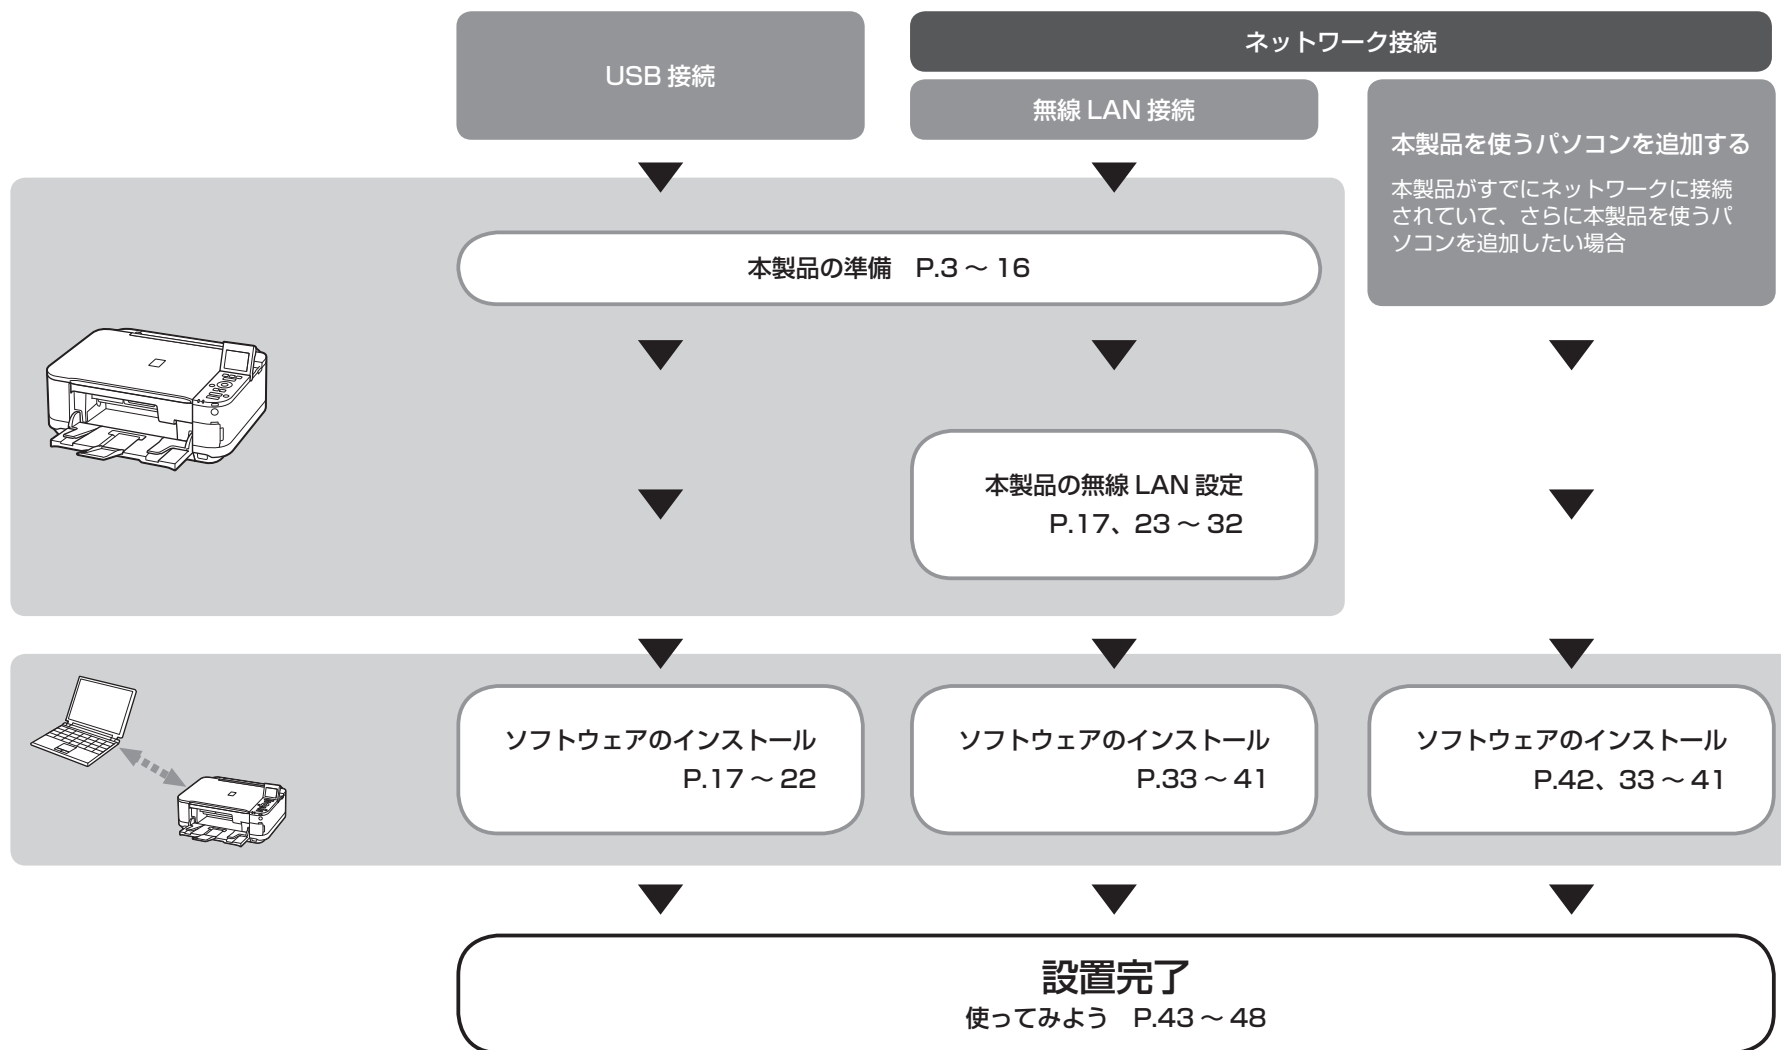 USB 接続
ネットワーク接続
無線 LAN 接続
本製品を使うパソコンを追加する
本製品がすでにネットワークに接続
されていて、さらに本製品を使うパ
ソコンを追加したい場合
本製品の準備 P.3 ～ 16
本製品の無線 LAN 設定
P.17、23 ～ 32
ソフトウェアのインストール
P.17 ～ 22
ソフトウェアのインストール
P.33 ～ 41
ソフトウェアのインストール
P.42、33 ～ 41
設置完了
使ってみよう P.43 ～ 48